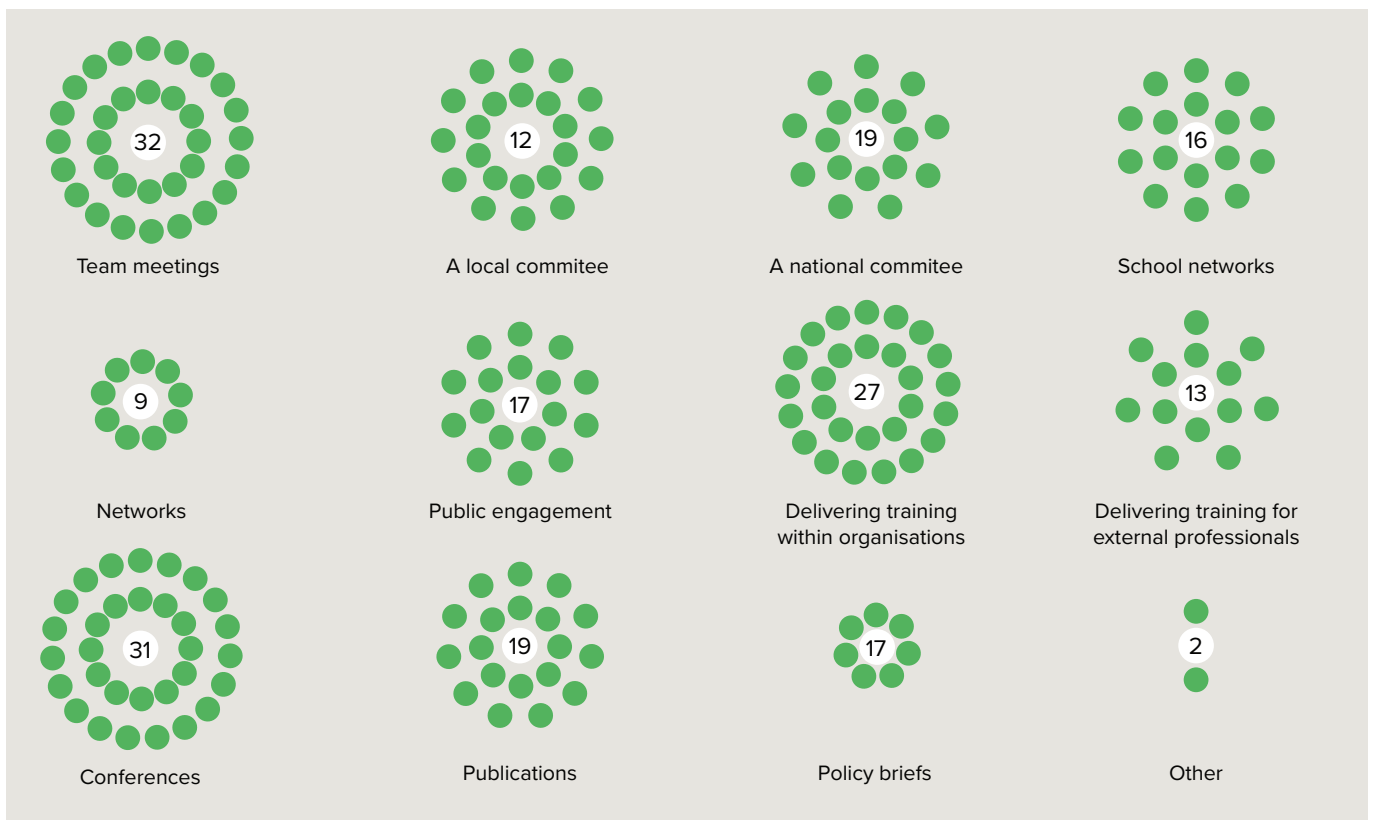 32
12
19
16
Team meetings
A local commitee
A national commitee
School networks
9
17
27
13
Networks
Public engagement
Delivering training
within organisations
Delivering training for
external professionals
31
19
17
2
Conferences
Publications
Policy briefs
Other